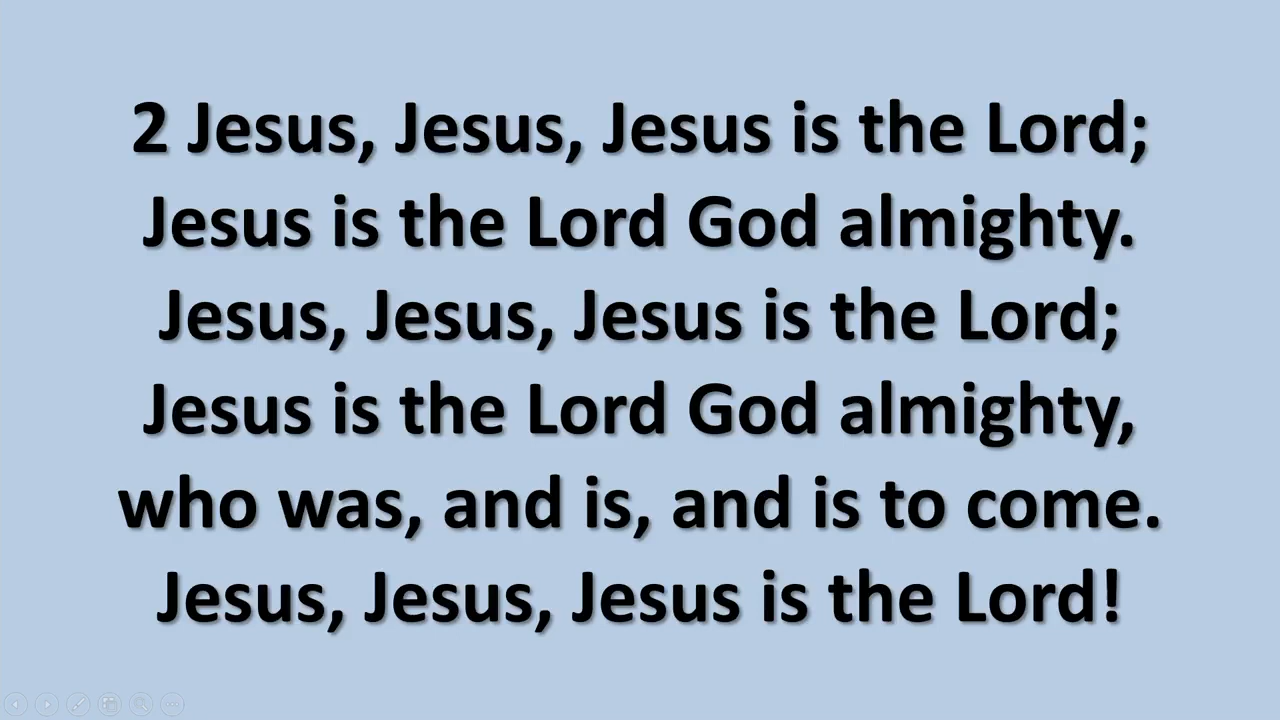 2 Jesus, Jesus, Jesus is the Lord;
Jesus is the Lord God almighty.
Jesus, Jesus, Jesus is the Lord;
Jesus is the Lord God almighty,
who was, and is, and is to come.
Jesus, Jesus, Jesus is the Lord!